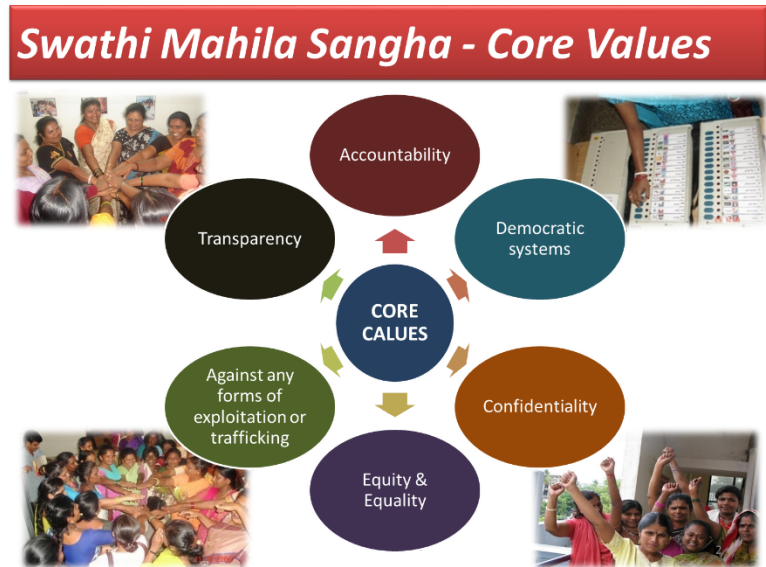 Swathi Mahila Sangha - Core Values
Accountability
Transparency
Democratic
systems
CORE
CALUES
Against any
forms of
exploitation or
trafficking
Confidentiality
Equity &
Equality
2